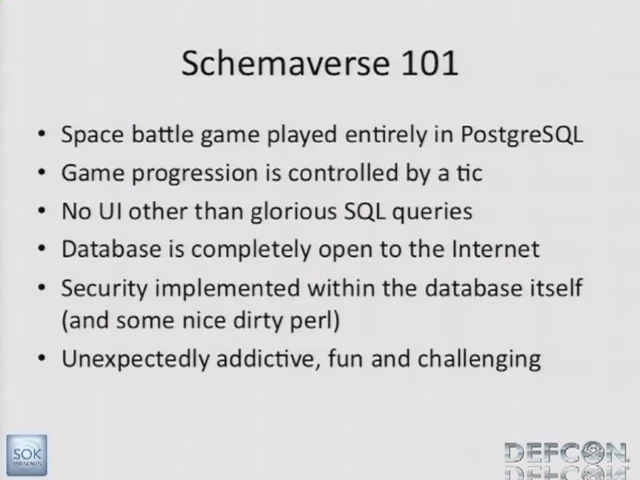 Schemaverse 101
• Space battle game played entirely in PostgreSQL
• Game progression is controlled by a tic
• No UI other than glorious SQL queries
• Database is completely open to the Internet
• Security implemented within the database itself
(and some nice dirty perl)
• Unexpectedly addictive, fun and challenging
SOK
DEFCON